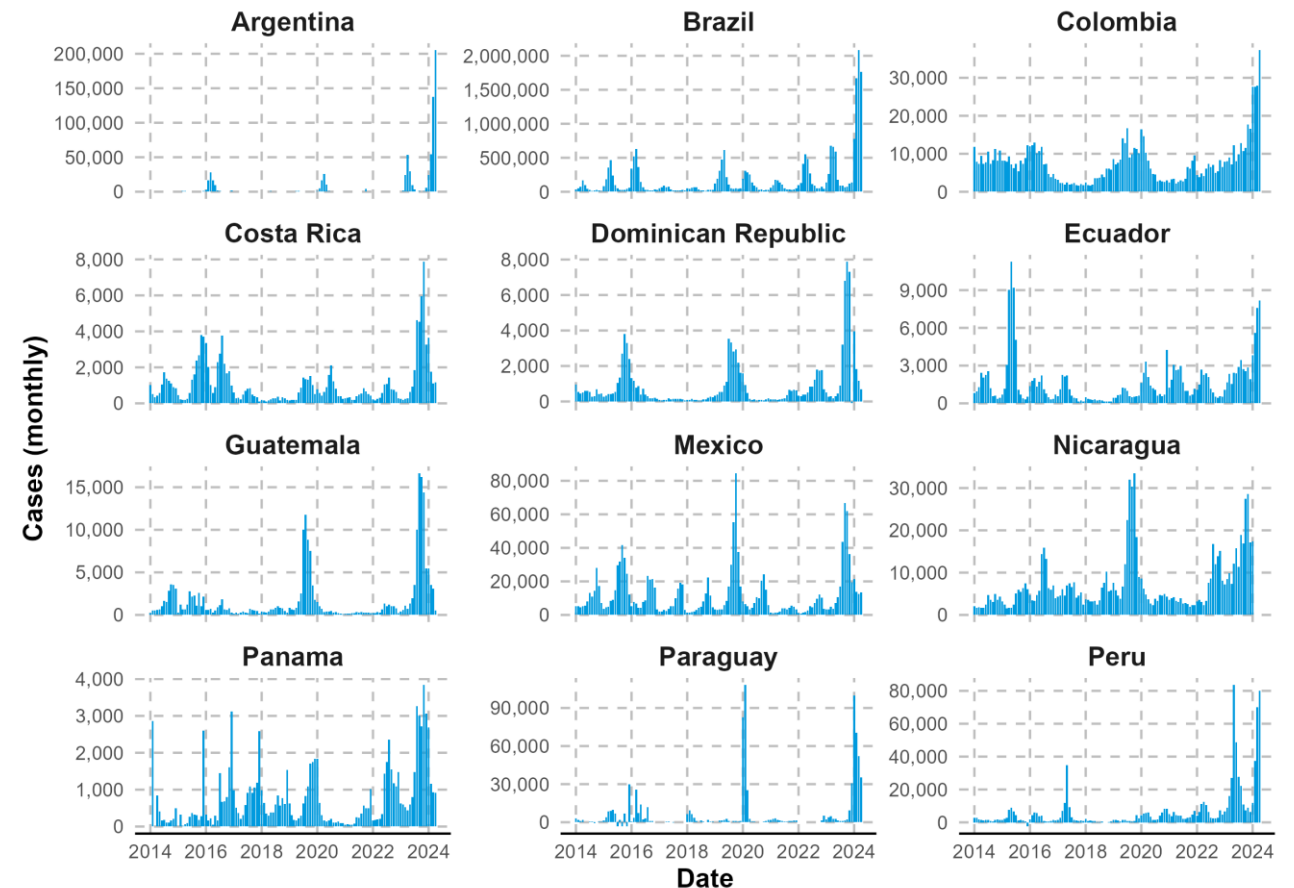 Argentina Brazil Colombia
200,000 2,000,000 30,000
150,000 1,500,000 20,000
100,000 1,000,000 10,000
50,000 500,000 0
0 0
Costa Rica Dominican Republic Ecuador
8,000 8,000 9,000
6,000 6,000 6,000
4,000 4,000 3,000
2,000 2,000 0
0 0
Cases (monthly)
Guatemala Mexico Nicaragua
15,000 80,000 30,000
10,000 60,000 20,000
5,000 40,000 10,000
0 20,000 0
0
Panama Paraguay Peru
4,000 90,000 80,000
3,000 60,000 60,000
2,000 30,000 40,000
1,000 0 20,000
0 0
2014 2016 2018 2020 2022 2024 2014 2016 2018 2020 2022 2024 2014 2016 2018 2020 2022 2024
Date